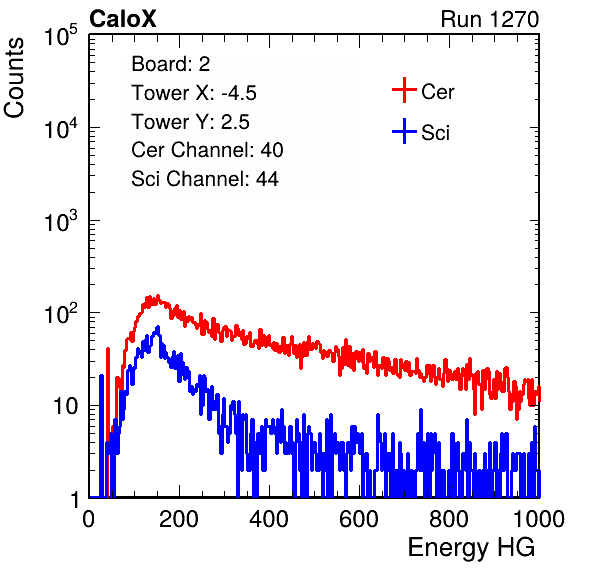 CaloX Run 1270
Counts
10^5
10^4
10^3
10^2
10
1
Board: 2
Tower X: -4.5
Tower Y: 2.5
Cer Channel: 40
Sci Channel: 44
Cer
Sci
0 200 400 600 800 1000
Energy HG